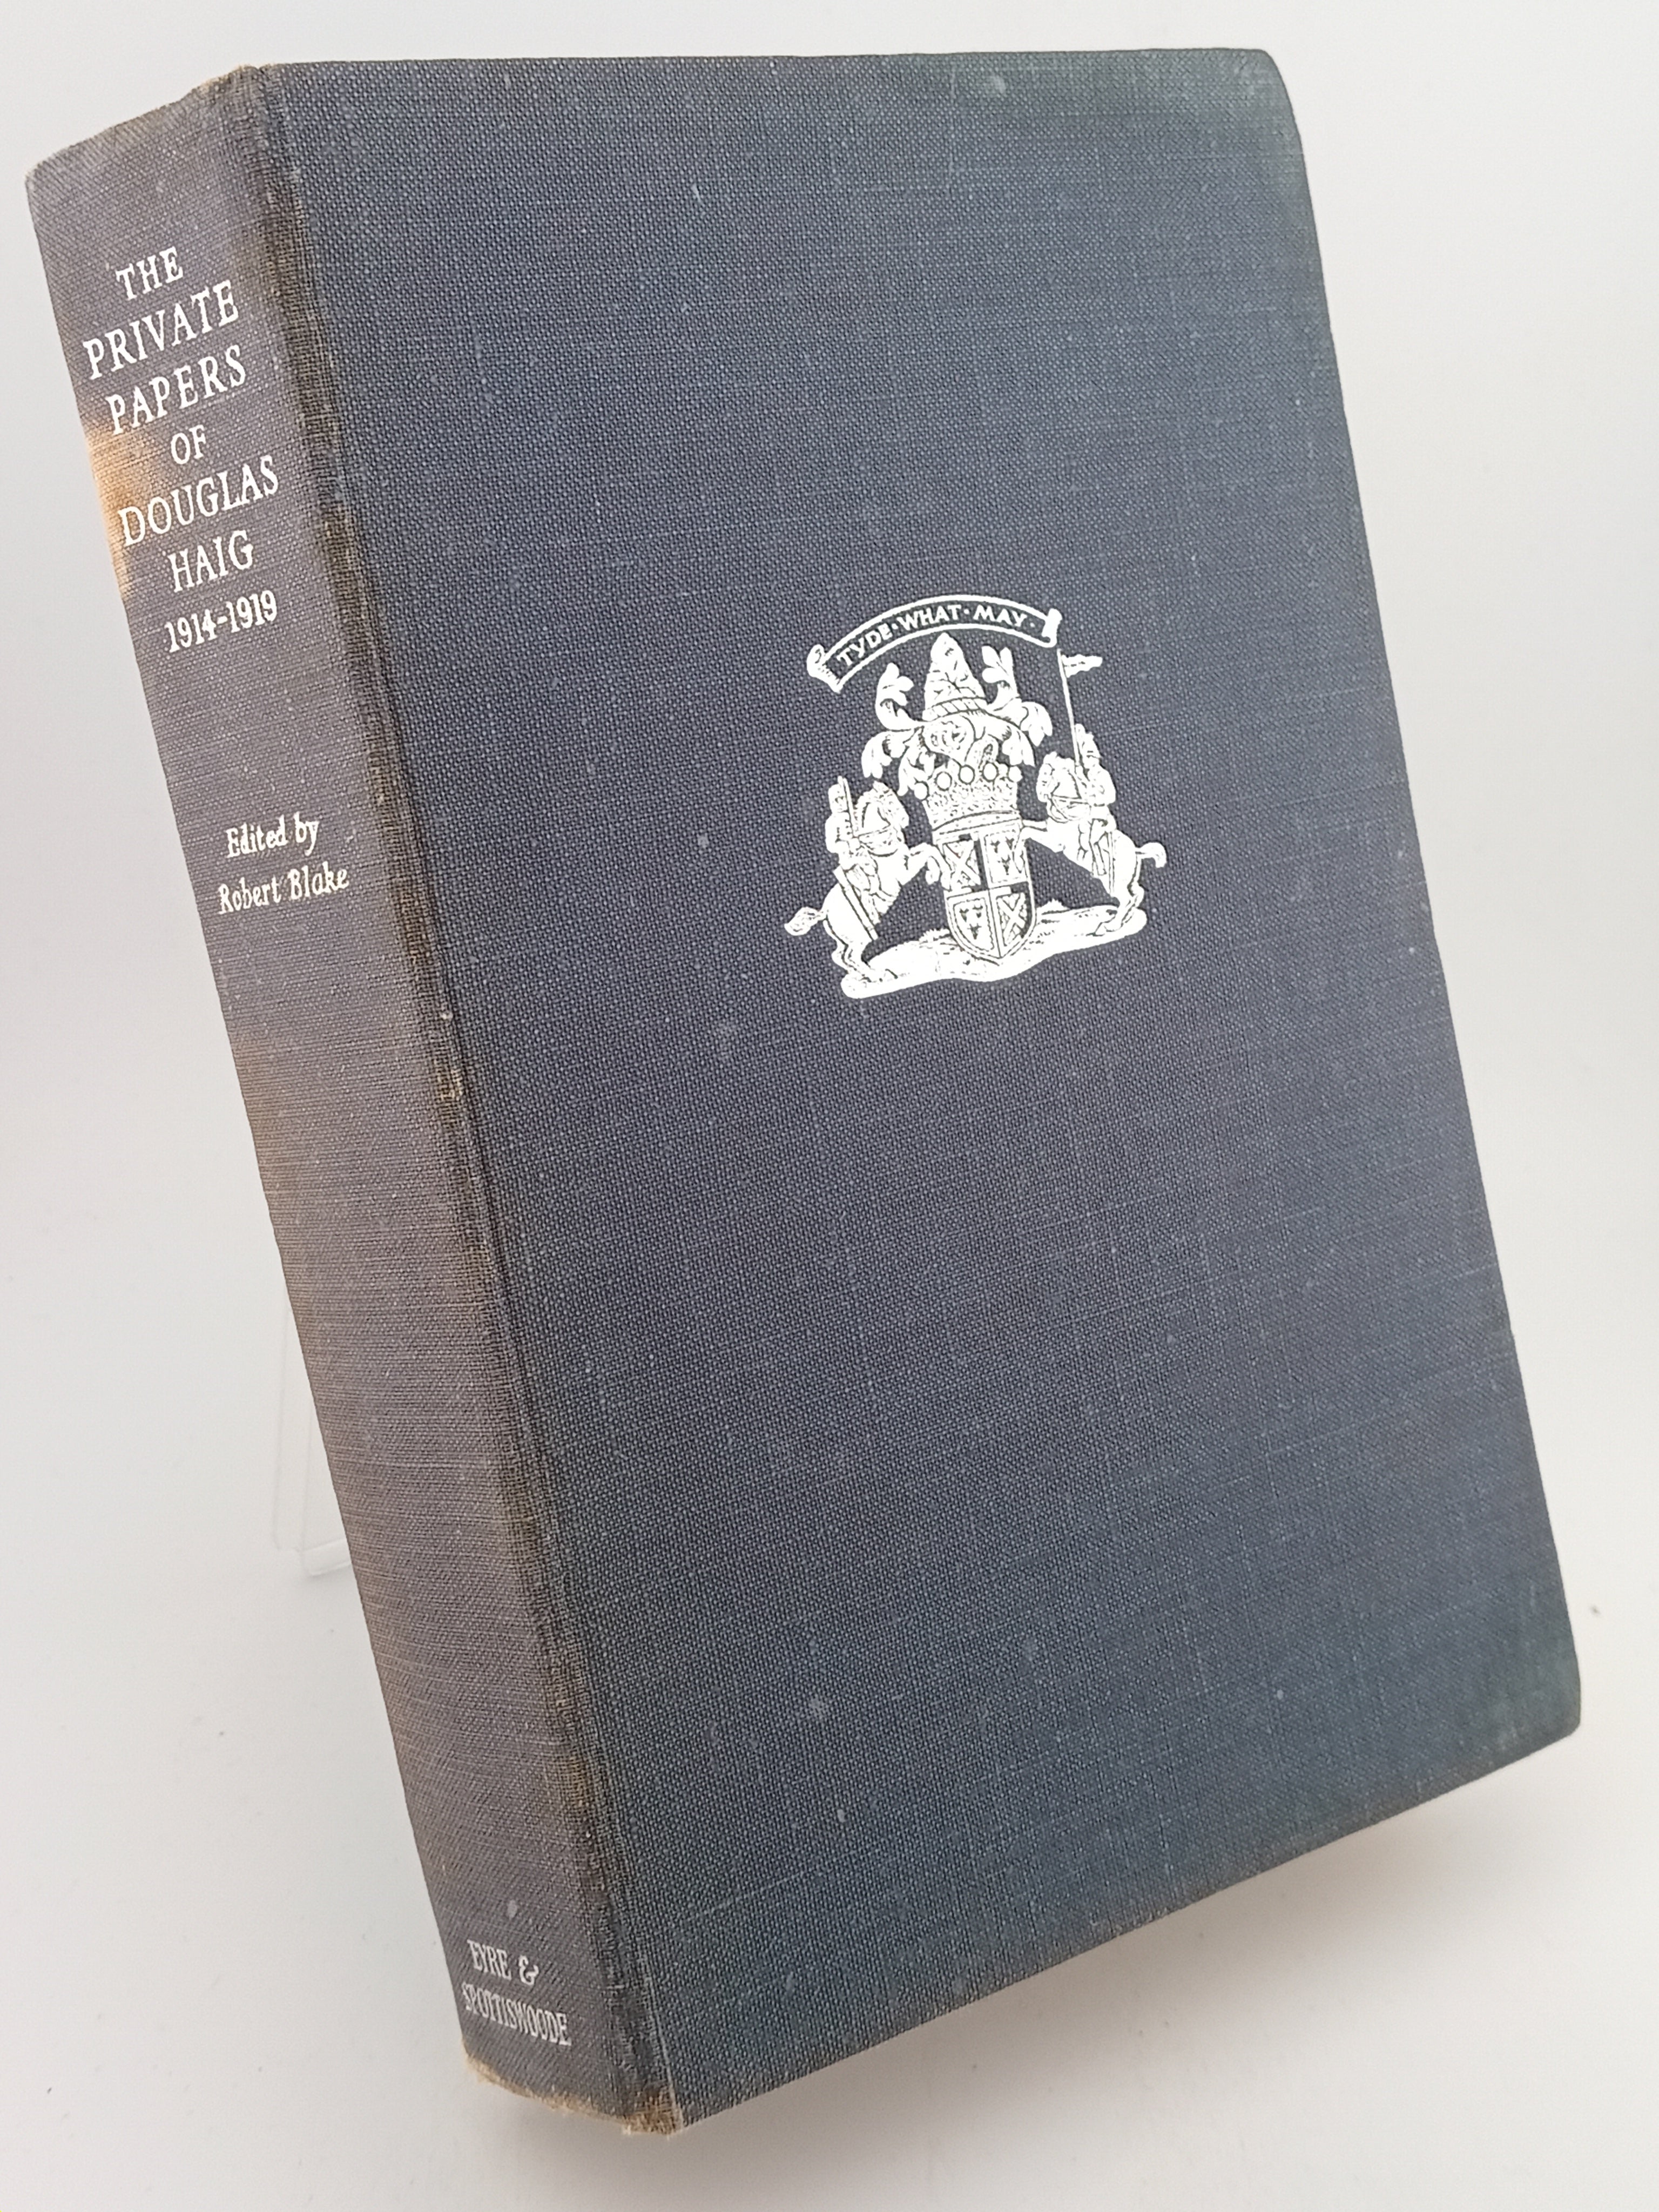 THE
PRIVATE
PAPERS
OF
DOUGLAS
HAIG
1914-1919
Edited by
Robert Blake
EYRE &
SPOTTISWOODE
TYDE·WHAT·MAY·